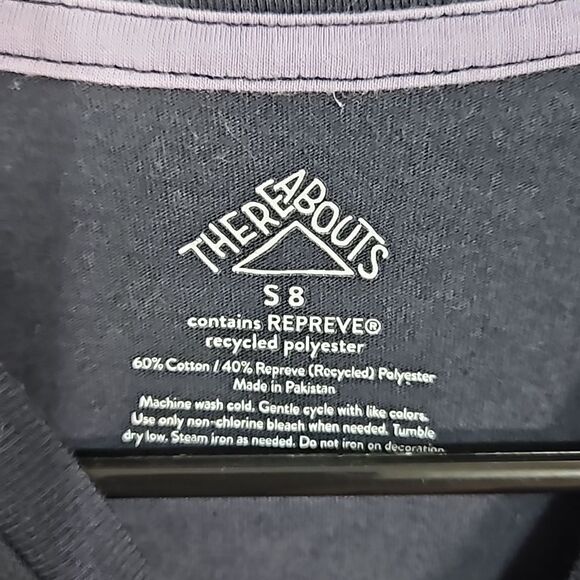 THEREABOUTS
S 8
contains REPREVE®
recycled polyester
60% Cotton / 40% Repreve (Recycled) Polyester
Made in Pakistan
Machine wash cold. Gentle cycle with like colors.
Use only non-chlorine bleach when needed. Tumble
dry low. Steam iron as needed. Do not iron on decoration